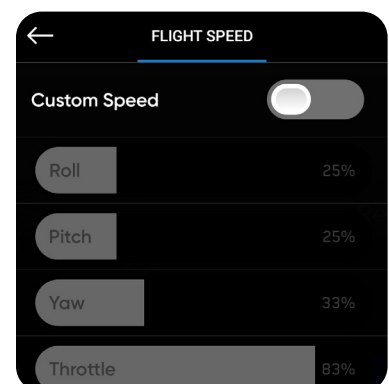 FLIGHT SPEED
Custom Speed
Roll 25%
Pitch 25%
Yaw 33%
Throttle 83%